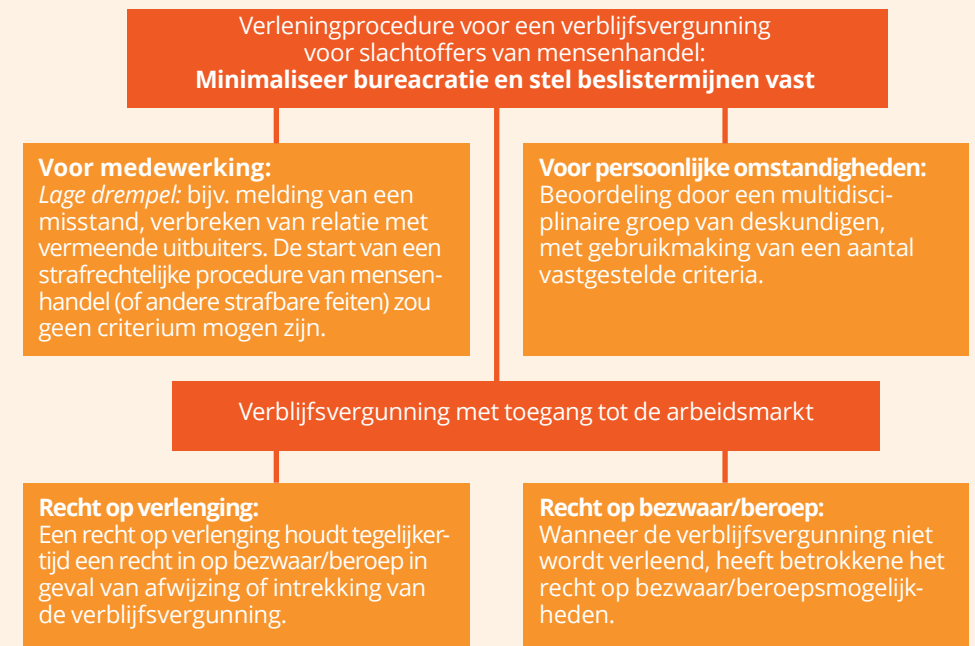 Verleningprocedure voor een verblijfsvergunning
voor slachtoffers van mensenhandel:
Minimaliseer bureacratie en stel beslistermijnen vast
Voor medewerking:
Lage drempel: bijv. melding van een
misstand, verbreken van relatie met
vermeende uitbuiters. De start van een
strafrechtelijke procedure van mensen-
handel (of andere strafbare feiten) zou
geen criterium mogen zijn.
Voor persoonlijke omstandigheden:
Beoordeling door een multidisci-
plinaire groep van deskundigen,
met gebruikmaking van een aantal
vastgestelde criteria.
Verblijfsvergunning met toegang tot de arbeidsmarkt
Recht op verlenging:
Een recht op verlenging houdt tegelijker-
tijd een recht in op bezwaar/beroep in
geval van afwijzing of intrekking van
de verblijfsvergunning.
Recht op bezwaar/beroep:
Wanneer de verblijfsvergunning niet
wordt verleend, heeft betrokkene het
recht op bezwaar/beroepsmogelijk-
heden.